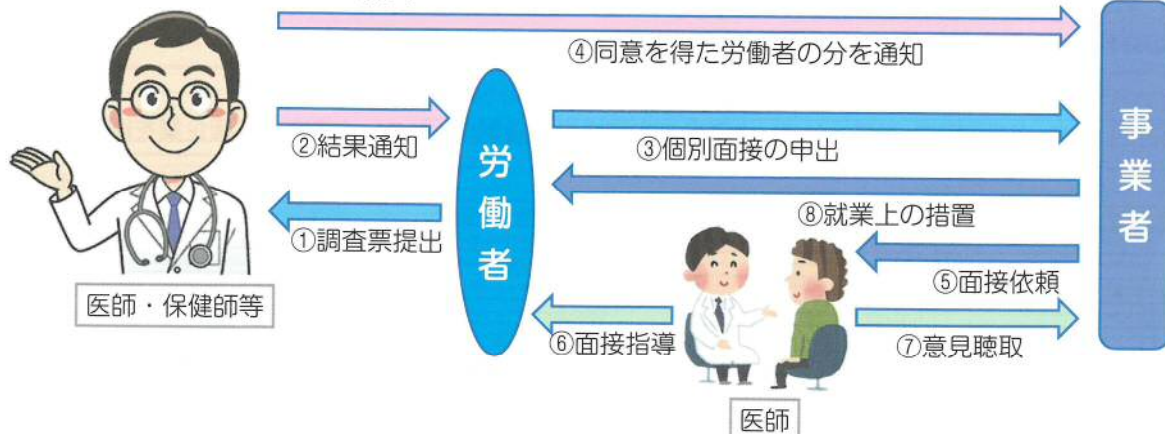 ④同意を得た労働者の分を通知
②結果通知
③個別面接の申出
⑧就業上の措置
①調査票提出
労働者
事業者
⑤面接依頼
医師・保健師等
⑥面接指導
⑦意見聴取
医師